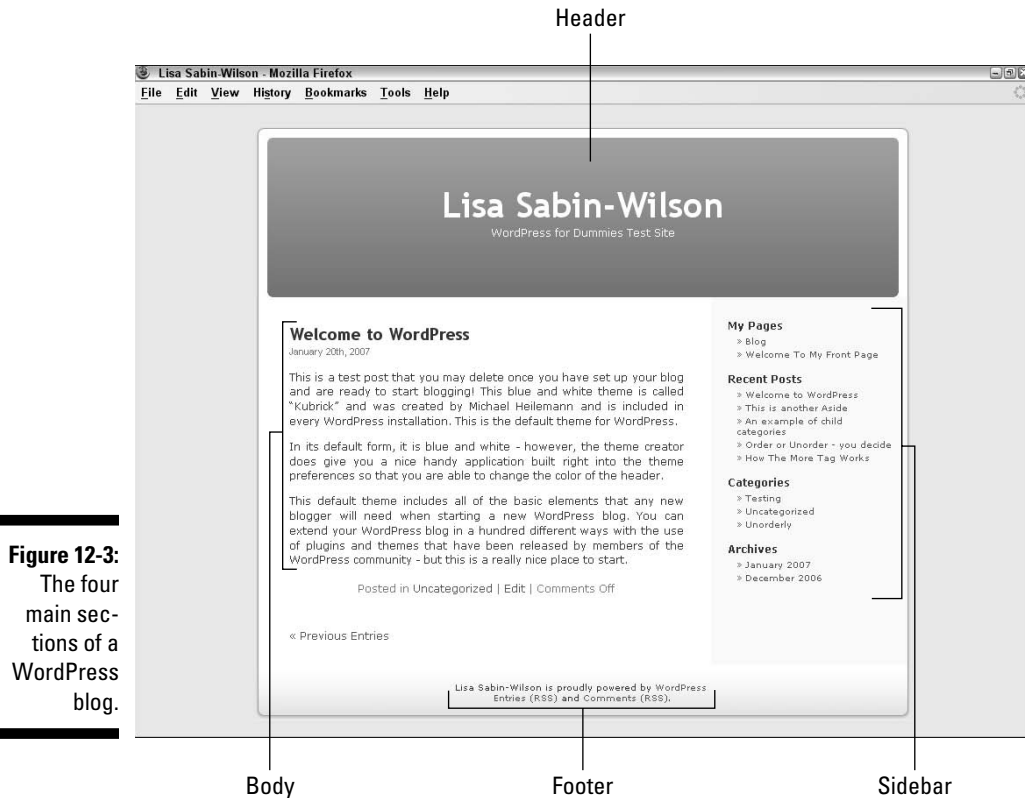 Header
Lisa Sabin-Wilson - Mozilla Firefox
File Edit View History Bookmarks Tools Help
Lisa Sabin-Wilson
WordPress for Dummies Test Site
Welcome to WordPress
January 20th, 2007
This is a test post that you may delete once you have set up your blog
and are ready to start blogging! This blue and white theme is called
"Kubrick" and was created by Michael Heilemann and is included in
every WordPress installation. This is the default theme for WordPress.
In its default form, it is blue and white - however, the theme creator
does give you a nice handy application built right into the theme
preferences so that you are able to change the color of the header.
This default theme includes all of the basic elements that any new
blogger will need when starting a new WordPress blog. You can
extend your WordPress blog in a hundred different ways with the use
of plugins and themes that have been released by members of the
WordPress community - but this is a really nice place to start.
Posted in Uncategorized | Edit | Comments Off
« Previous Entries
My Pages
» Blog
» Welcome To My Front Page
Recent Posts
» Welcome to WordPress
» This is another Aside
» An example of child
categories
» Order or Unorder - you decide
» How The More Tag Works
Categories
» Testing
» Uncategorized
» Unorderly
Archives
» January 2007
» December 2006
Lisa Sabin-Wilson is proudly powered by WordPress
Entries (RSS) and Comments (RSS).
Body
Footer
Sidebar
Figure 12-3:
The four
main sec-
tions of a
WordPress
blog.